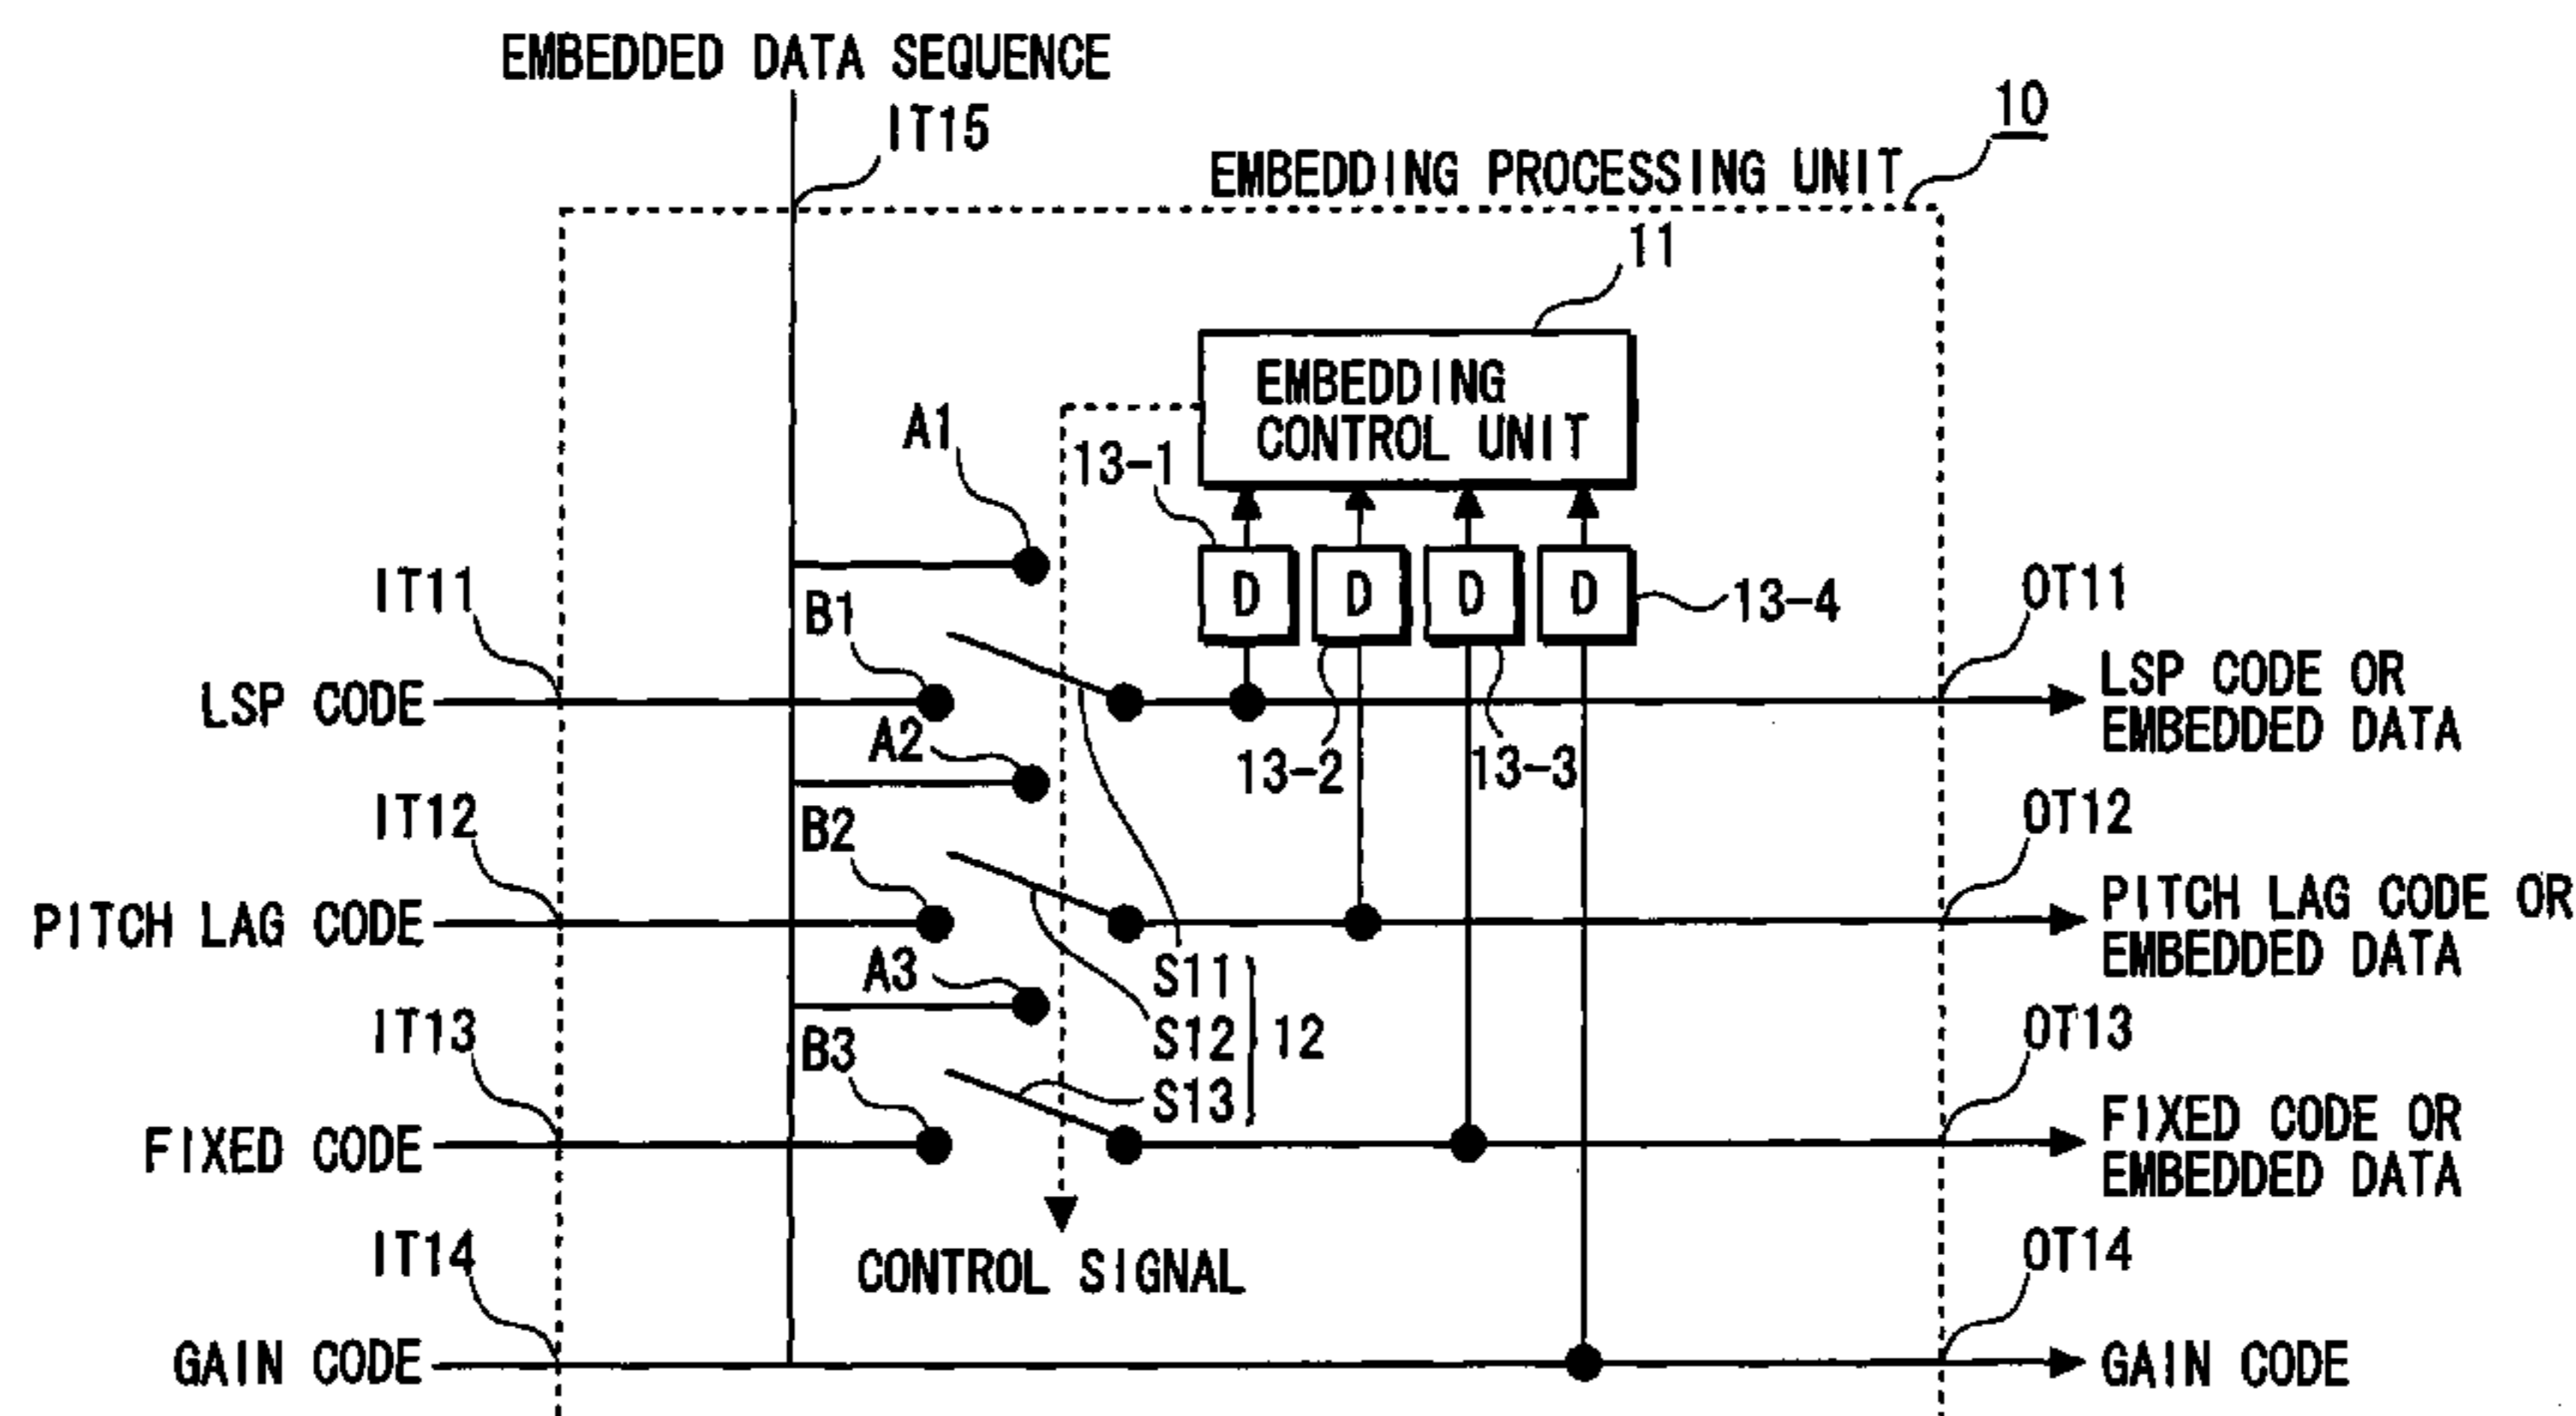 EMBEDDED DATA SEQUENCE
IT15
10
EMBEDDING PROCESSING UNIT
11
EMBEDDING
CONTROL UNIT
A1
13-1
D D D D
13-4
IT11
B1
OT11
LSP CODE
LSP CODE OR
EMBEDDED DATA
A2
13-2
13-3
IT12
B2
OT12
PITCH LAG CODE
PITCH LAG CODE OR
EMBEDDED DATA
A3
S11
S12
S13
12
IT13
B3
OT13
FIXED CODE
FIXED CODE OR
EMBEDDED DATA
IT14
CONTROL SIGNAL
OT14
GAIN CODE
GAIN CODE